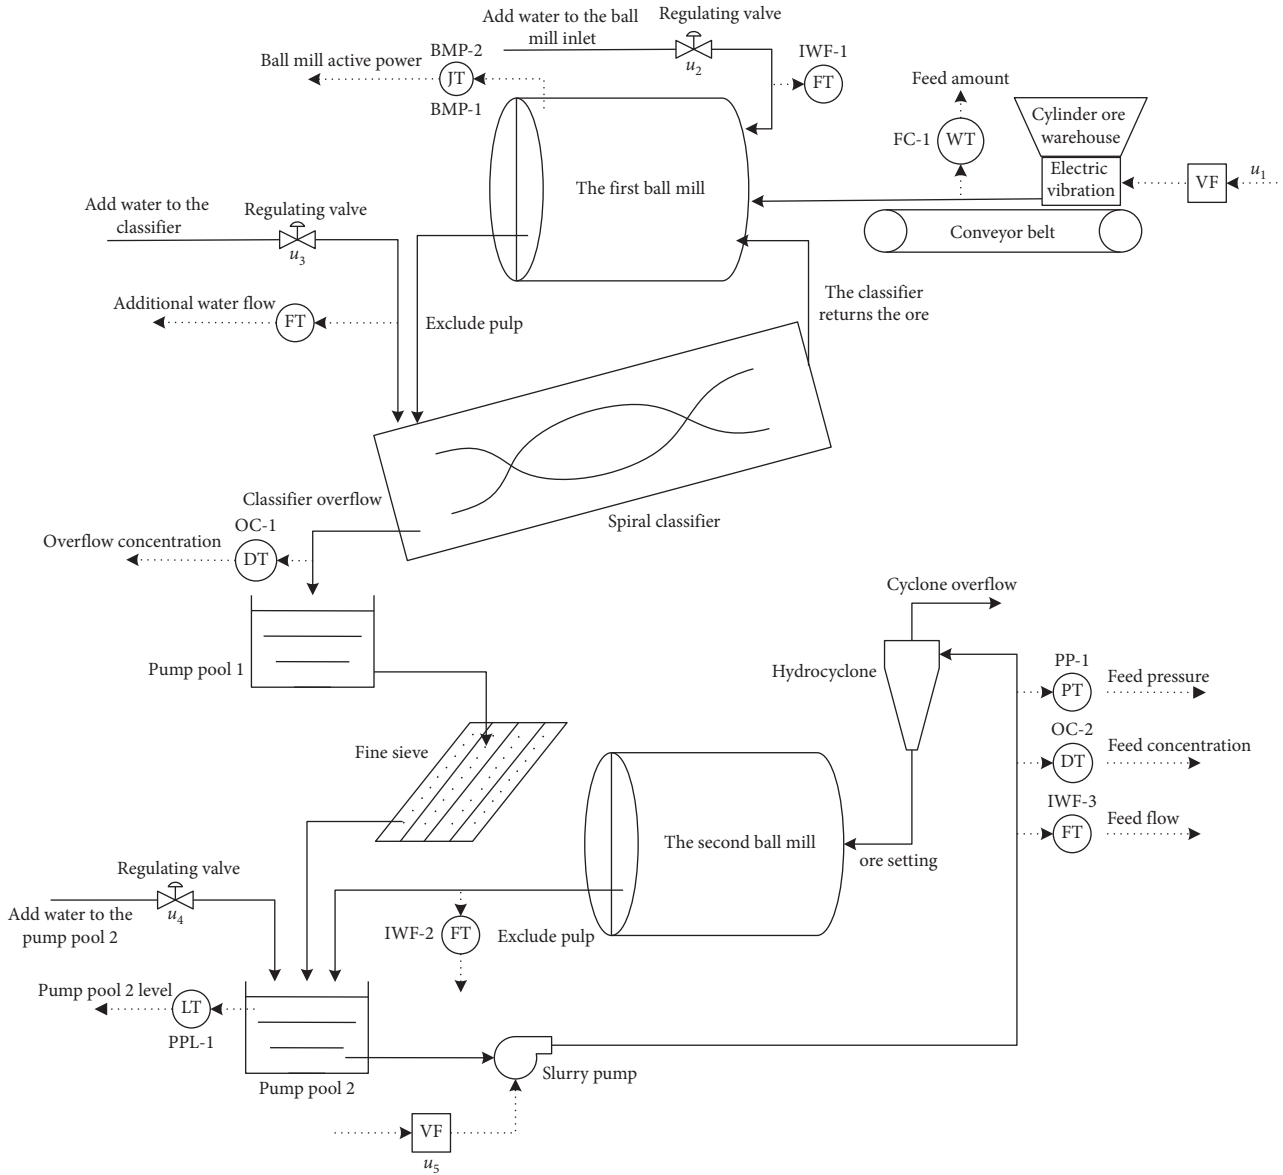 Add water to the ball
mill inlet
Regulating valve
u2
BMP-2
Ball mill active power
JT
BMP-1
IWF-1
FT
Feed amount
FC-1
WT
Cylinder ore
warehouse
Electric
vibration
VF
u1
The first ball mill
Conveyor belt
Add water to the
classifier
Regulating valve
u3
Additional water flow
FT
Exclude pulp
The classifier
returns the ore
Classifier overflow
Spiral classifier
OC-1
Overflow concentration
DT
Pump pool 1
Cyclone overflow
Hydrocyclone
PP-1
PT
Feed pressure
OC-2
DT
Feed concentration
IWF-3
FT
Feed flow
Fine sieve
The second ball mill
ore setting
Regulating valve
u4
Add water to the
pump pool 2
IWF-2
FT
Exclude pulp
Pump pool 2 level
LT
PPL-1
Pump pool 2
Slurry pump
VF
u5